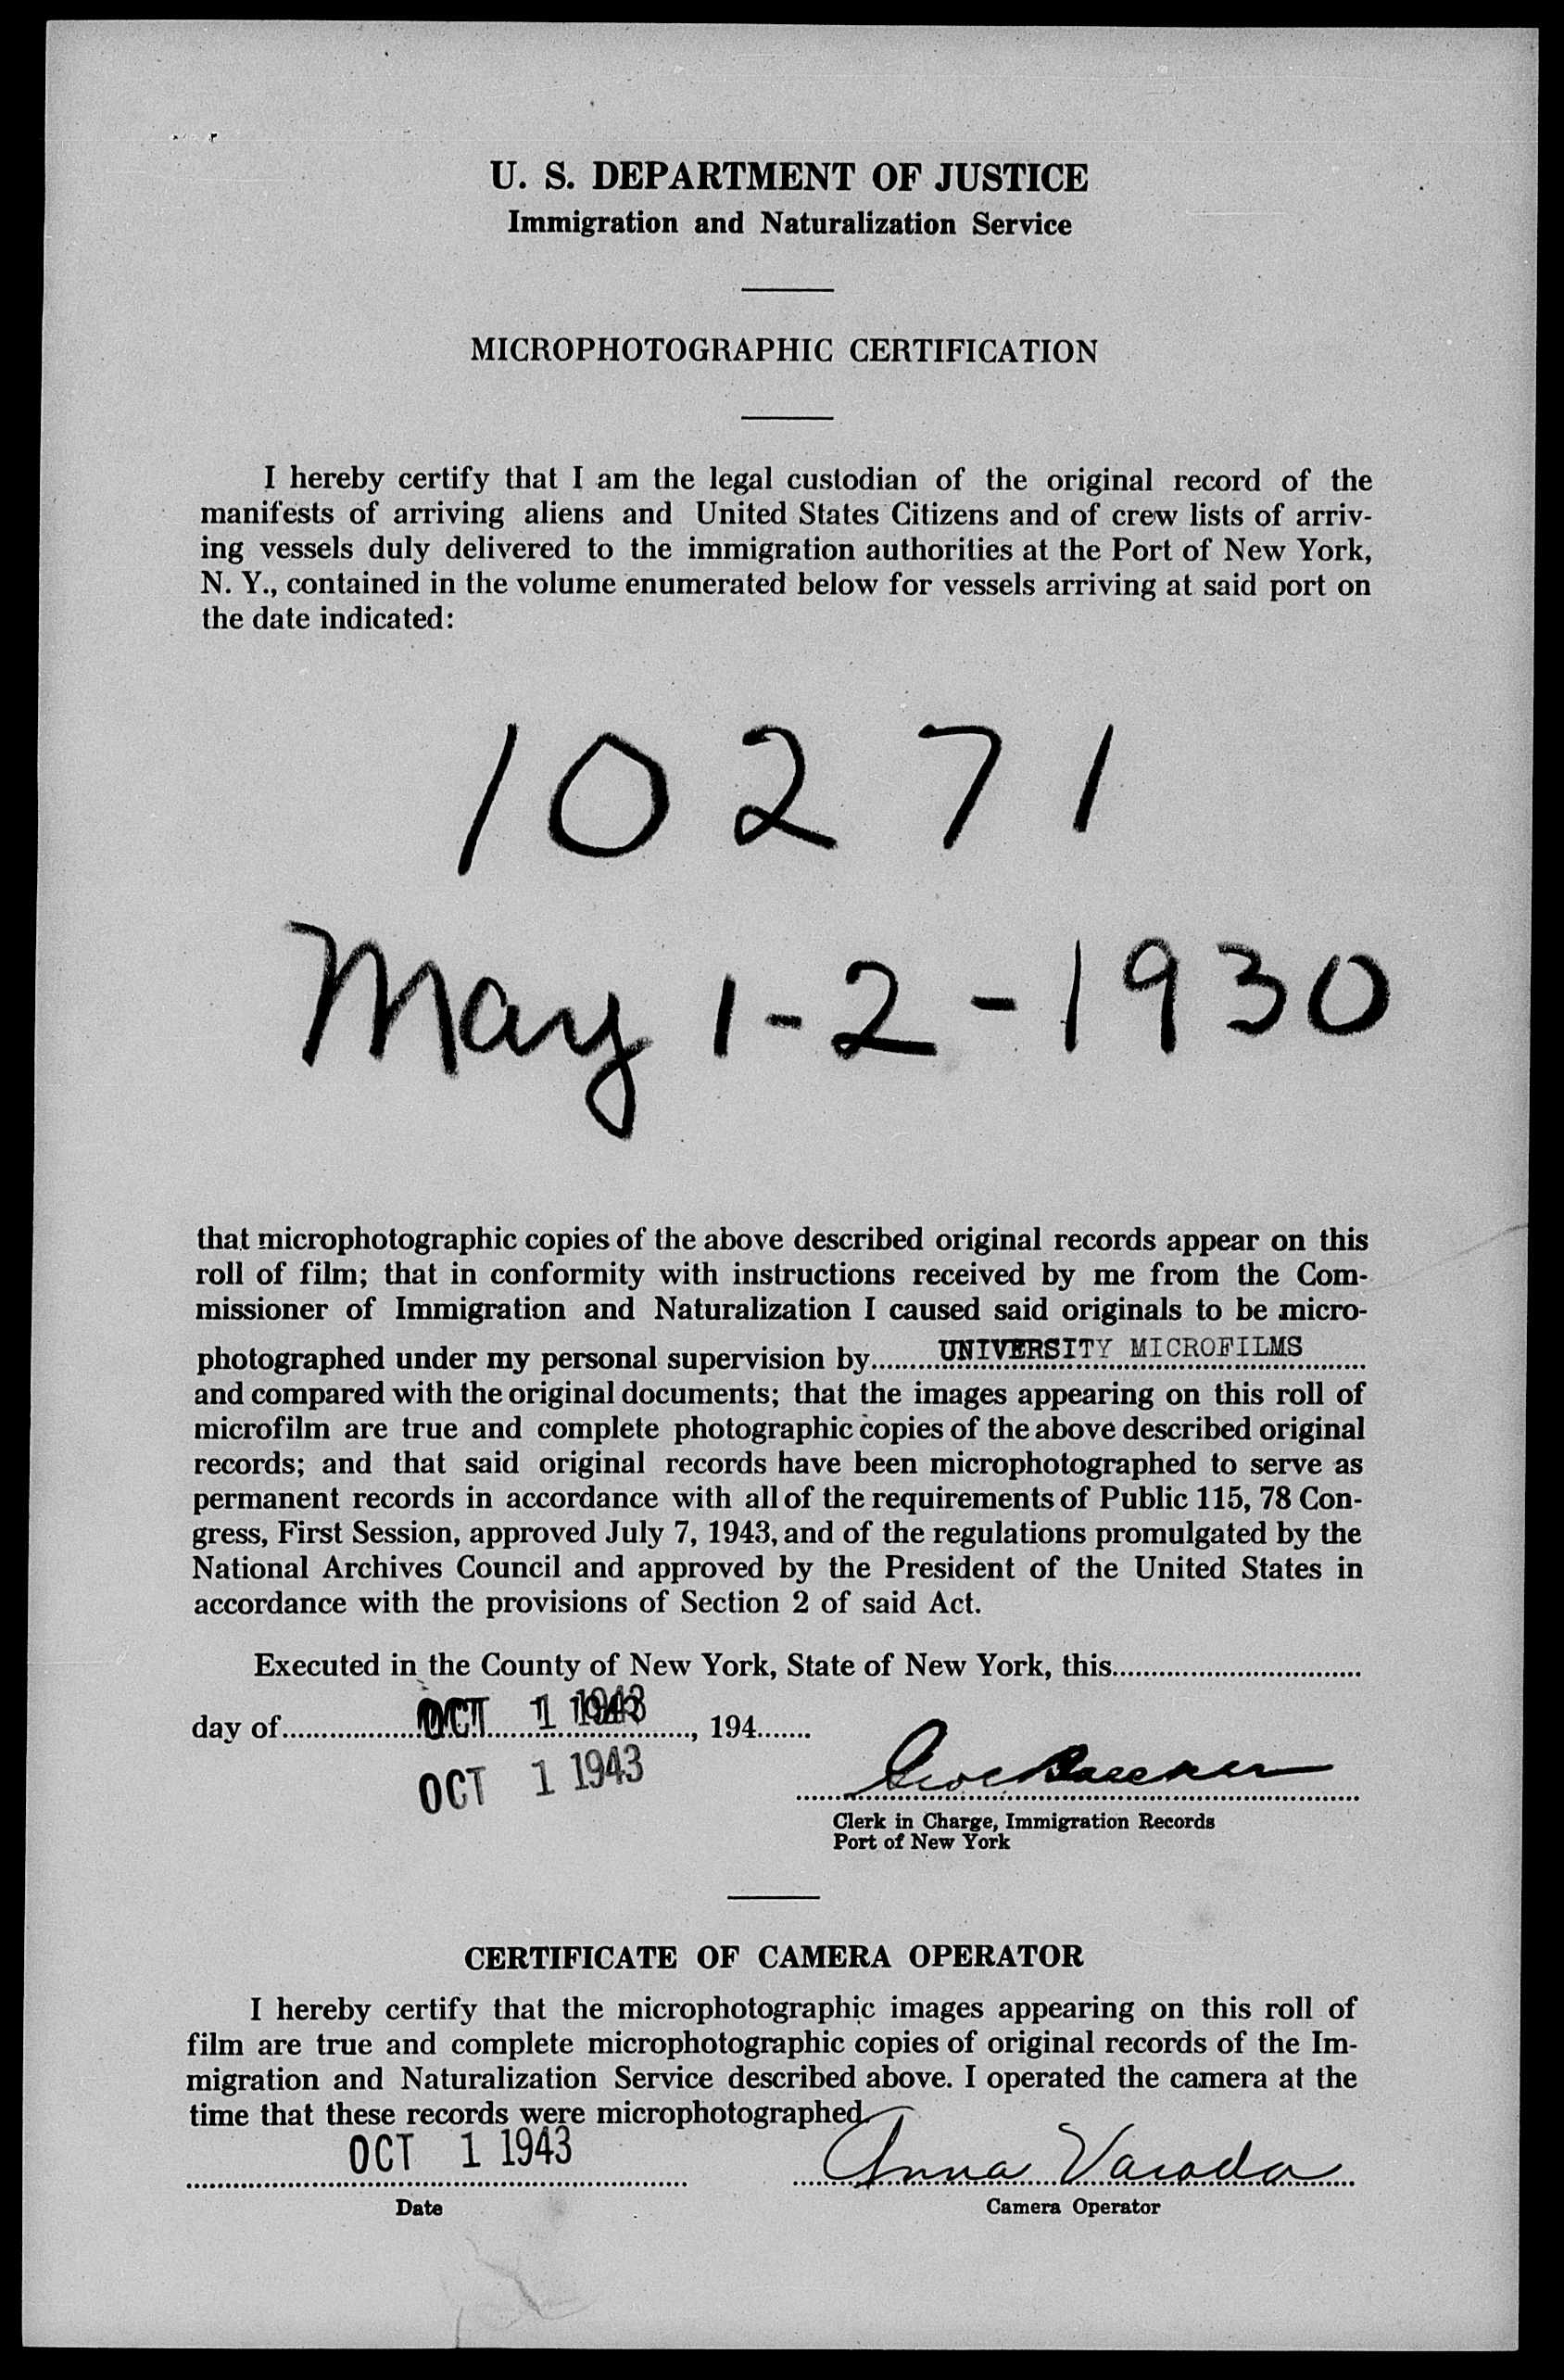 U. S. DEPARTMENT OF JUSTICE
Immigration and Naturalization Service
MICROPHOTOGRAPHIC CERTIFICATION
I hereby certify that I am the legal custodian of the original record of the
manifests of arriving aliens and United States Citizens and of crew lists of arriv-
ing vessels duly delivered to the immigration authorities at the Port of New York,
N. Y., contained in the volume enumerated below for vessels arriving at said port on
the date indicated:
10271
May 1-2-1930
that microphotographic copies of the above described original records appear on this
roll of film; that in conformity with instructions received by me from the Com-
missioner of Immigration and Naturalization I caused said originals to be micro-
photographed under my personal supervision by UNIVERSITY MICROFILMS
and compared with the original documents; that the images appearing on this roll of
microfilm are true and complete photographic copies of the above described original
records; and that said original records have been microphotographed to serve as
permanent records in accordance with all of the requirements of Public 115, 78 Con-
gress, First Session, approved July 7, 1943, and of the regulations promulgated by the
National Archives Council and approved by the President of the United States in
accordance with the provisions of Section 2 of said Act.
Executed in the County of New York, State of New York, this
day of OCT 1 1943, 194
OCT 1 1943
Clerk in Charge, Immigration Records
Port of New York
CERTIFICATE OF CAMERA OPERATOR
I hereby certify that the microphotographic images appearing on this roll of
film are true and complete microphotographic copies of original records of the Im-
migration and Naturalization Service described above. I operated the camera at the
time that these records were microphotographed.
OCT 1 1943 Anna Varada
Date Camera Operator